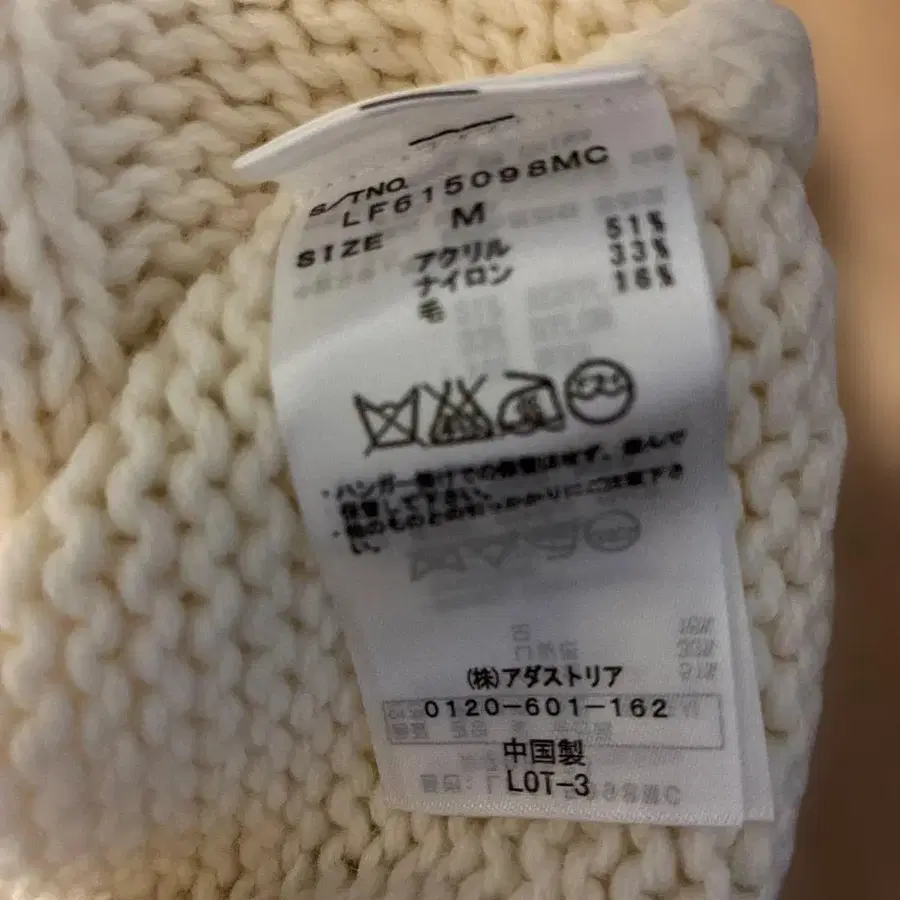 S/TNO.
LF615098MC
SIZE M
アクリル 51%
ナイロン 33%
毛 16%
・ハンガー掛けでの保管はせず、畳んで
保管して下さい。
・他のものとの引っかかりにご注意下さ
い。
(株)アダストリア
0120-601-162
中国製
LOT-3